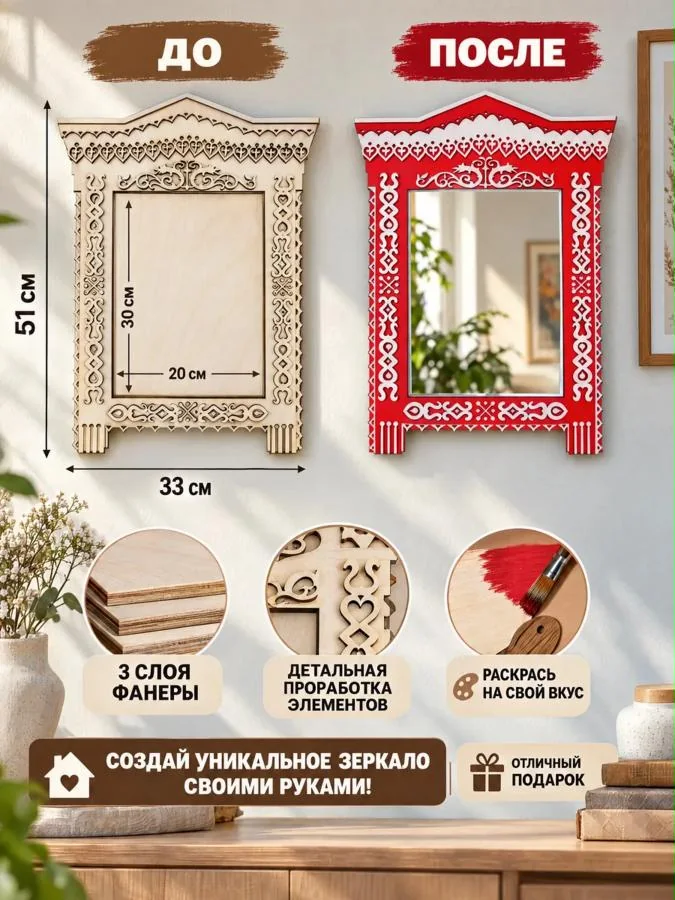 ДО
ПОСЛЕ
51 см
30 см
20 см
33 см
3 СЛОЯ
ФАНЕРЫ
ДЕТАЛЬНАЯ
ПРОРАБОТКА
ЭЛЕМЕНТОВ
РАСКРАСЬ
НА СВОЙ ВКУС
СОЗДАЙ УНИКАЛЬНОЕ ЗЕРКАЛО
СВОИМИ РУКАМИ!
ОТЛИЧНЫЙ
ПОДАРОК